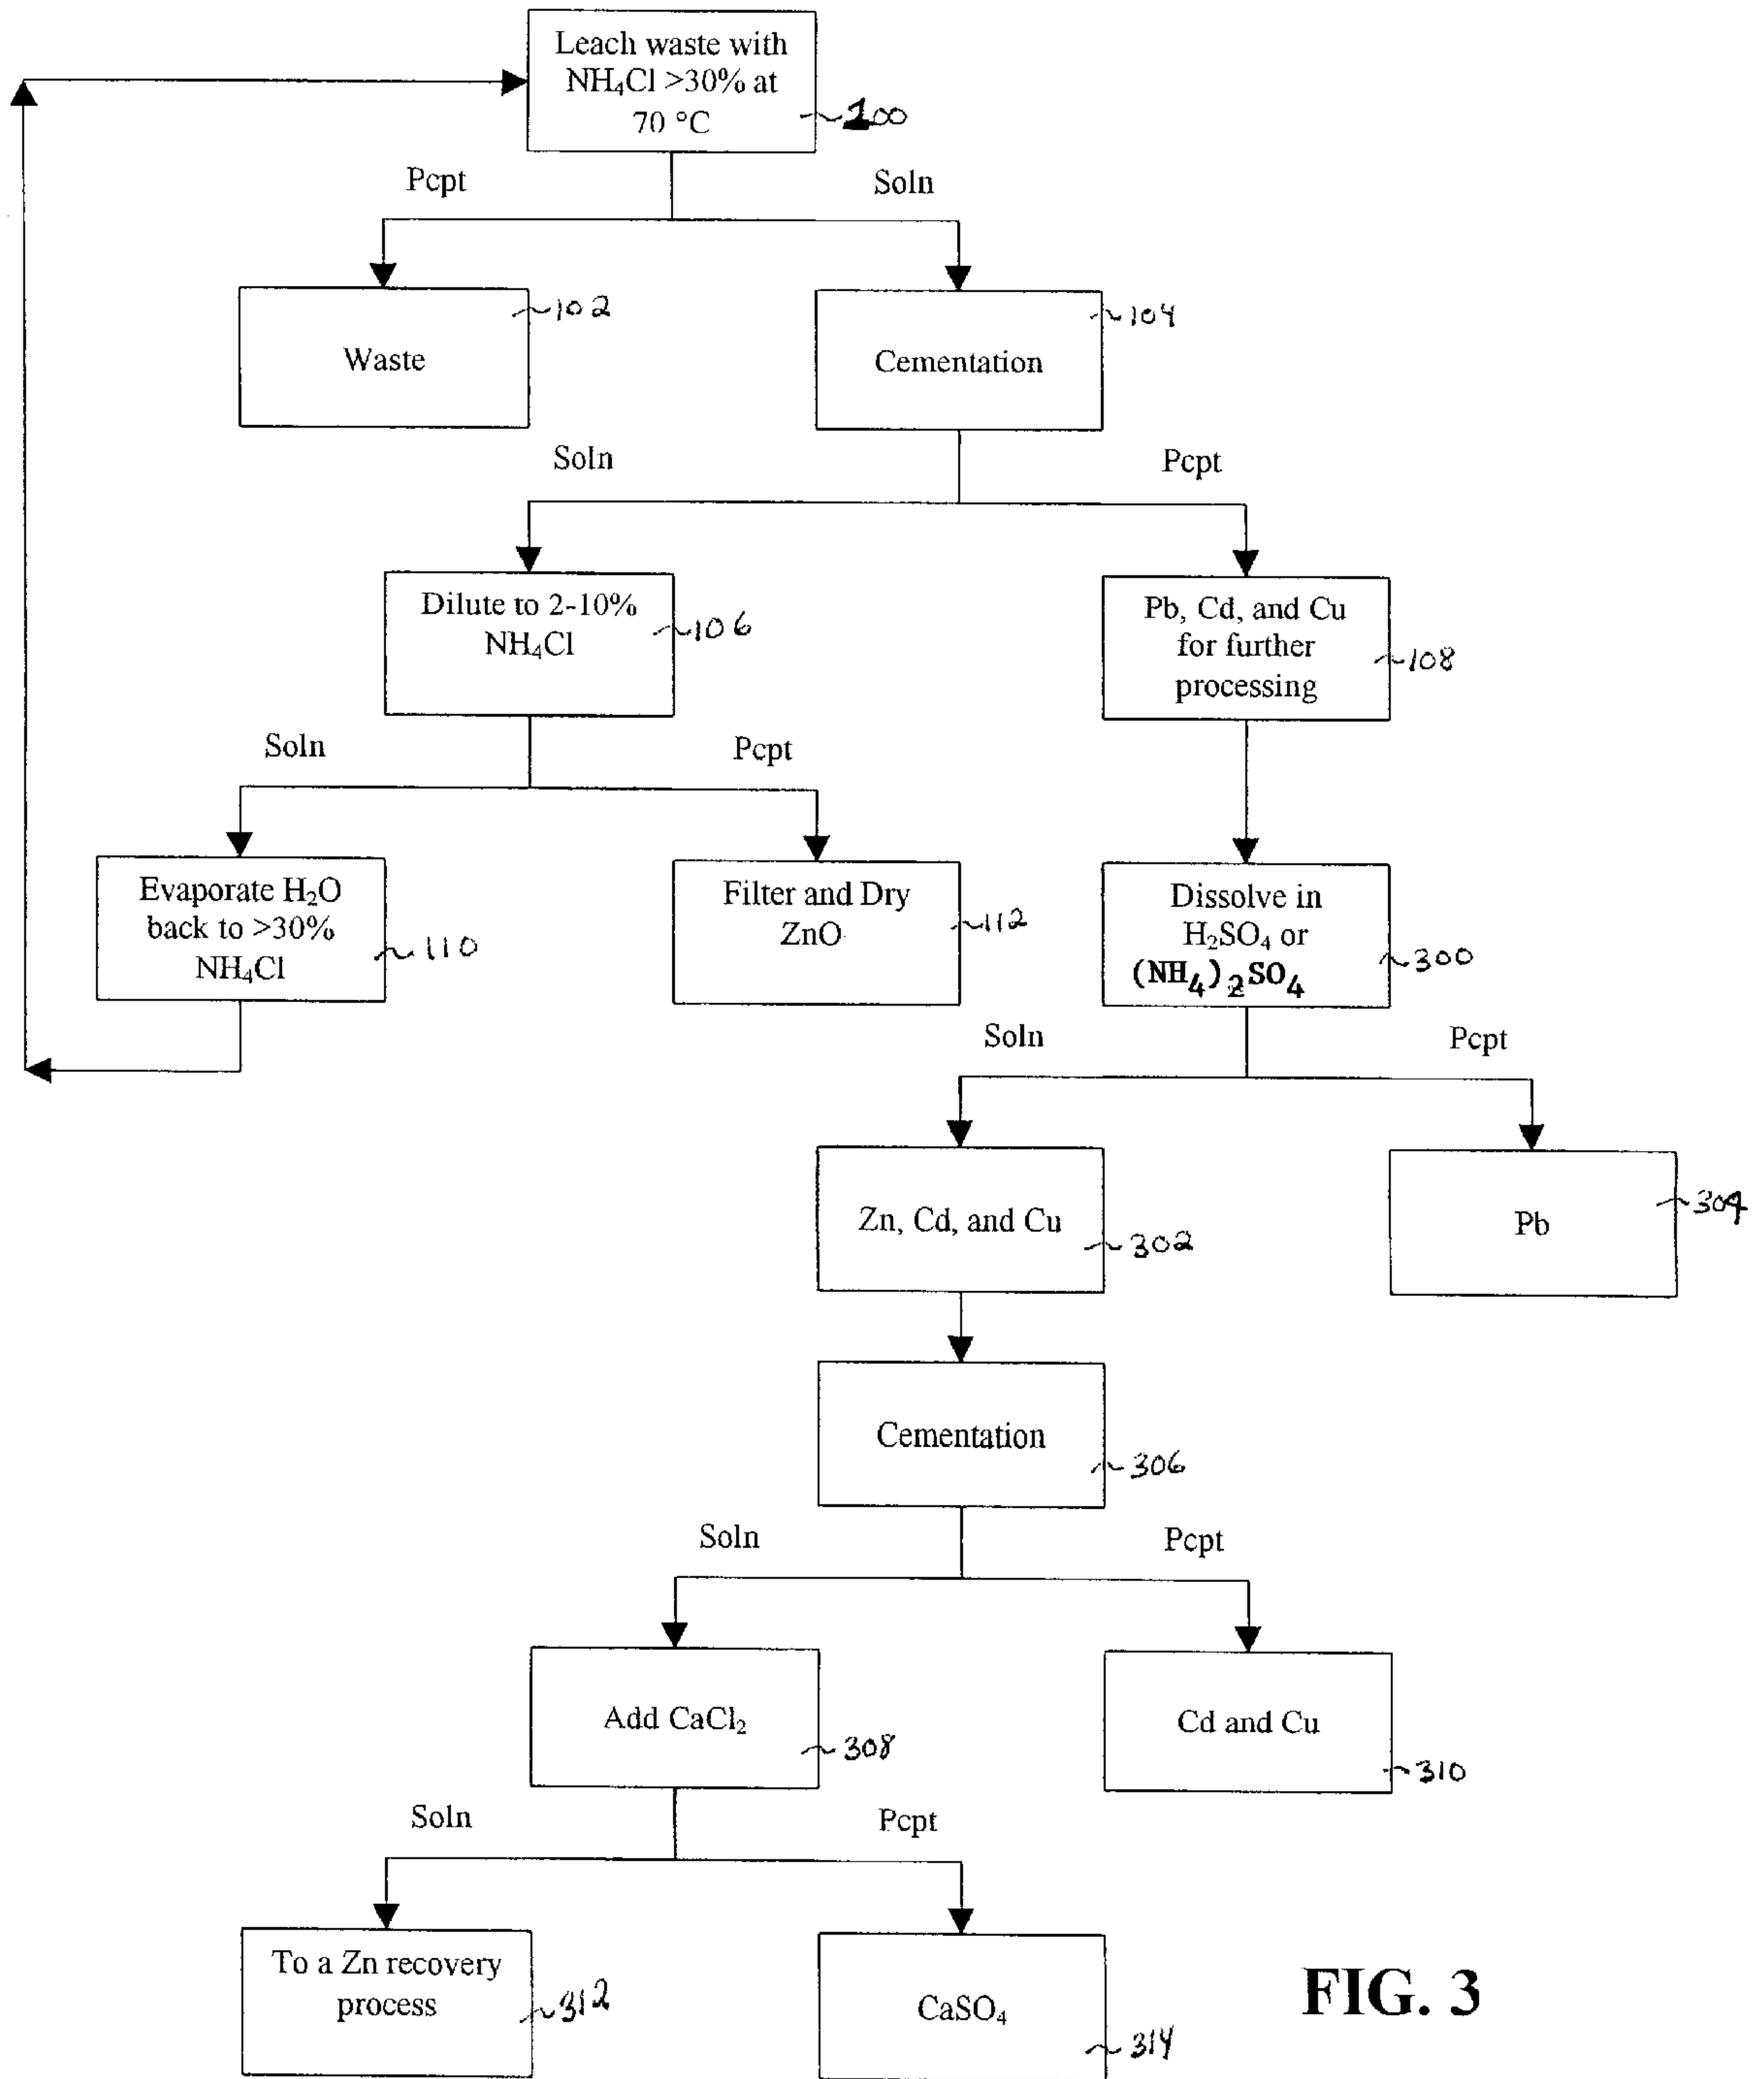 Leach waste with
NH₄Cl >30% at
70 °C
100
Pcpt
Soln
102
Waste
104
Cementation
Soln
Pcpt
Dilute to 2-10%
NH₄Cl
106
Pb, Cd, and Cu
for further
processing
108
Soln
Pcpt
Evaporate H₂O
back to >30%
NH₄Cl
110
Filter and Dry
ZnO
112
Dissolve in
H₂SO₄ or
(NH₄)₂SO₄
300
Soln
Pcpt
Zn, Cd, and Cu
302
Pb
304
Cementation
306
Soln
Pcpt
Add CaCl₂
308
Cd and Cu
310
Soln
Pcpt
To a Zn recovery
process
312
CaSO₄
314
FIG. 3